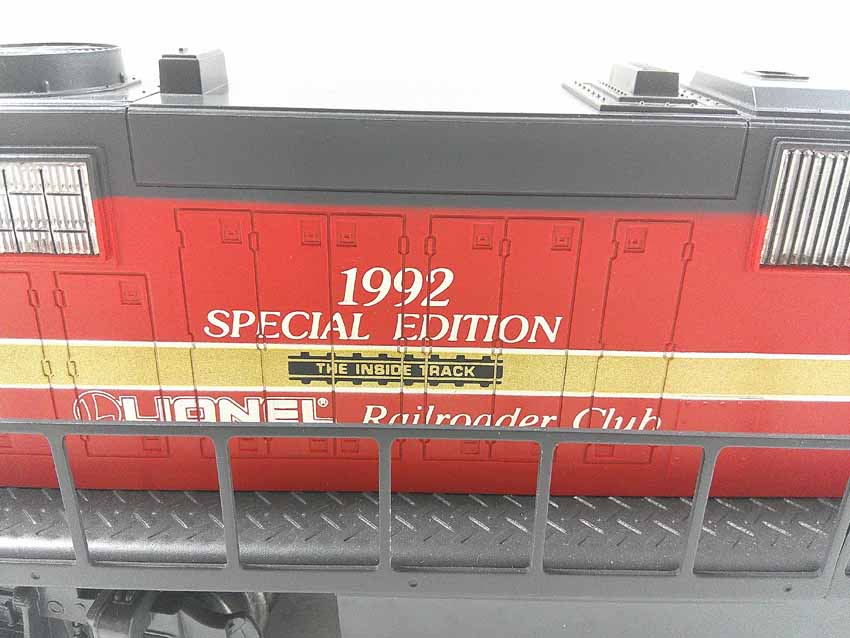 1992
SPECIAL EDITION
THE INSIDE TRACK
LIONEL® Railroader Club